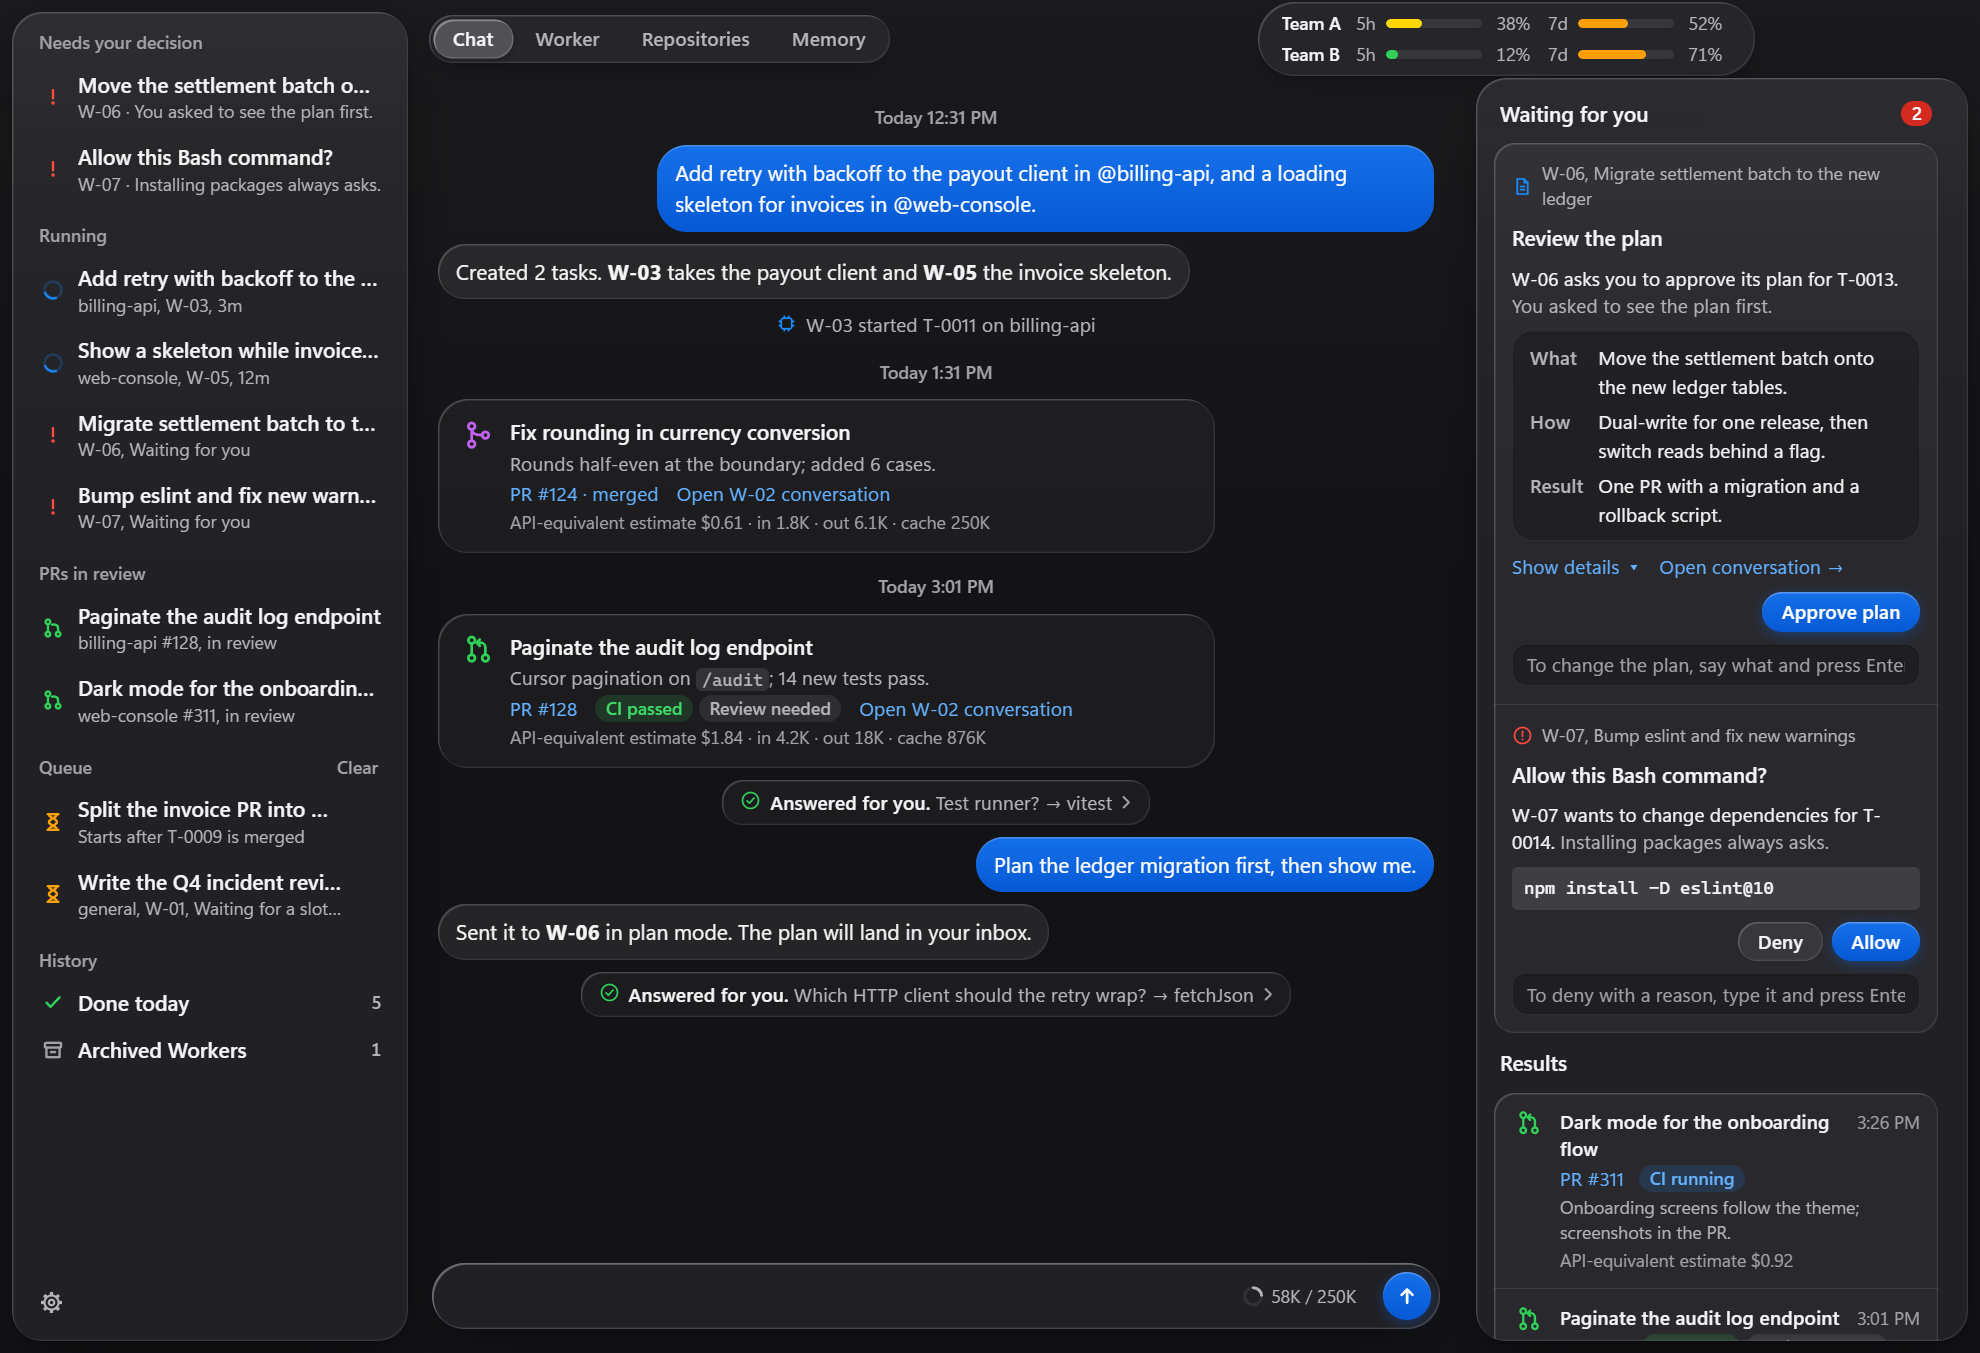 Needs your decision
Move the settlement batch o...
W-06 · You asked to see the plan first.
Allow this Bash command?
W-07 · Installing packages always asks.
Running
Add retry with backoff to the ...
billing-api, W-03, 3m
Show a skeleton while invoice...
web-console, W-05, 12m
Migrate settlement batch to t...
W-06, Waiting for you
Bump eslint and fix new warn...
W-07, Waiting for you
PRs in review
Paginate the audit log endpoint
billing-api #128, in review
Dark mode for the onboardin...
web-console #311, in review
Queue Clear
Split the invoice PR into ...
Starts after T-0009 is merged
Write the Q4 incident revi...
general, W-01, Waiting for a slot...
History
Done today 5
Archived Workers 1
Chat Worker Repositories Memory
Team A 5h 38% 7d 52%
Team B 5h 12% 7d 71%
Today 12:31 PM
Add retry with backoff to the payout client in @billing-api, and a loading
skeleton for invoices in @web-console.
Created 2 tasks. W-03 takes the payout client and W-05 the invoice skeleton.
W-03 started T-0011 on billing-api
Today 1:31 PM
Fix rounding in currency conversion
Rounds half-even at the boundary; added 6 cases.
PR #124 · merged Open W-02 conversation
API-equivalent estimate $0.61 · in 1.8K · out 6.1K · cache 250K
Today 3:01 PM
Paginate the audit log endpoint
Cursor pagination on /audit; 14 new tests pass.
PR #128 CI passed Review needed Open W-02 conversation
API-equivalent estimate $1.84 · in 4.2K · out 18K · cache 876K
Answered for you. Test runner? → vitest
Plan the ledger migration first, then show me.
Sent it to W-06 in plan mode. The plan will land in your inbox.
Answered for you. Which HTTP client should the retry wrap? → fetchJson
58K / 250K
Waiting for you 2
W-06, Migrate settlement batch to the new
ledger
Review the plan
W-06 asks you to approve its plan for T-0013.
You asked to see the plan first.
What Move the settlement batch onto
the new ledger tables.
How Dual-write for one release, then
switch reads behind a flag.
Result One PR with a migration and a
rollback script.
Show details Open conversation →
Approve plan
To change the plan, say what and press Ente
W-07, Bump eslint and fix new warnings
Allow this Bash command?
W-07 wants to change dependencies for T-
0014. Installing packages always asks.
npm install -D eslint@10
Deny Allow
To deny with a reason, type it and press Ente
Results
Dark mode for the onboarding 3:26 PM
flow
PR #311 CI running
Onboarding screens follow the theme;
screenshots in the PR.
API-equivalent estimate $0.92
Paginate the audit log endpoint 3:01 PM